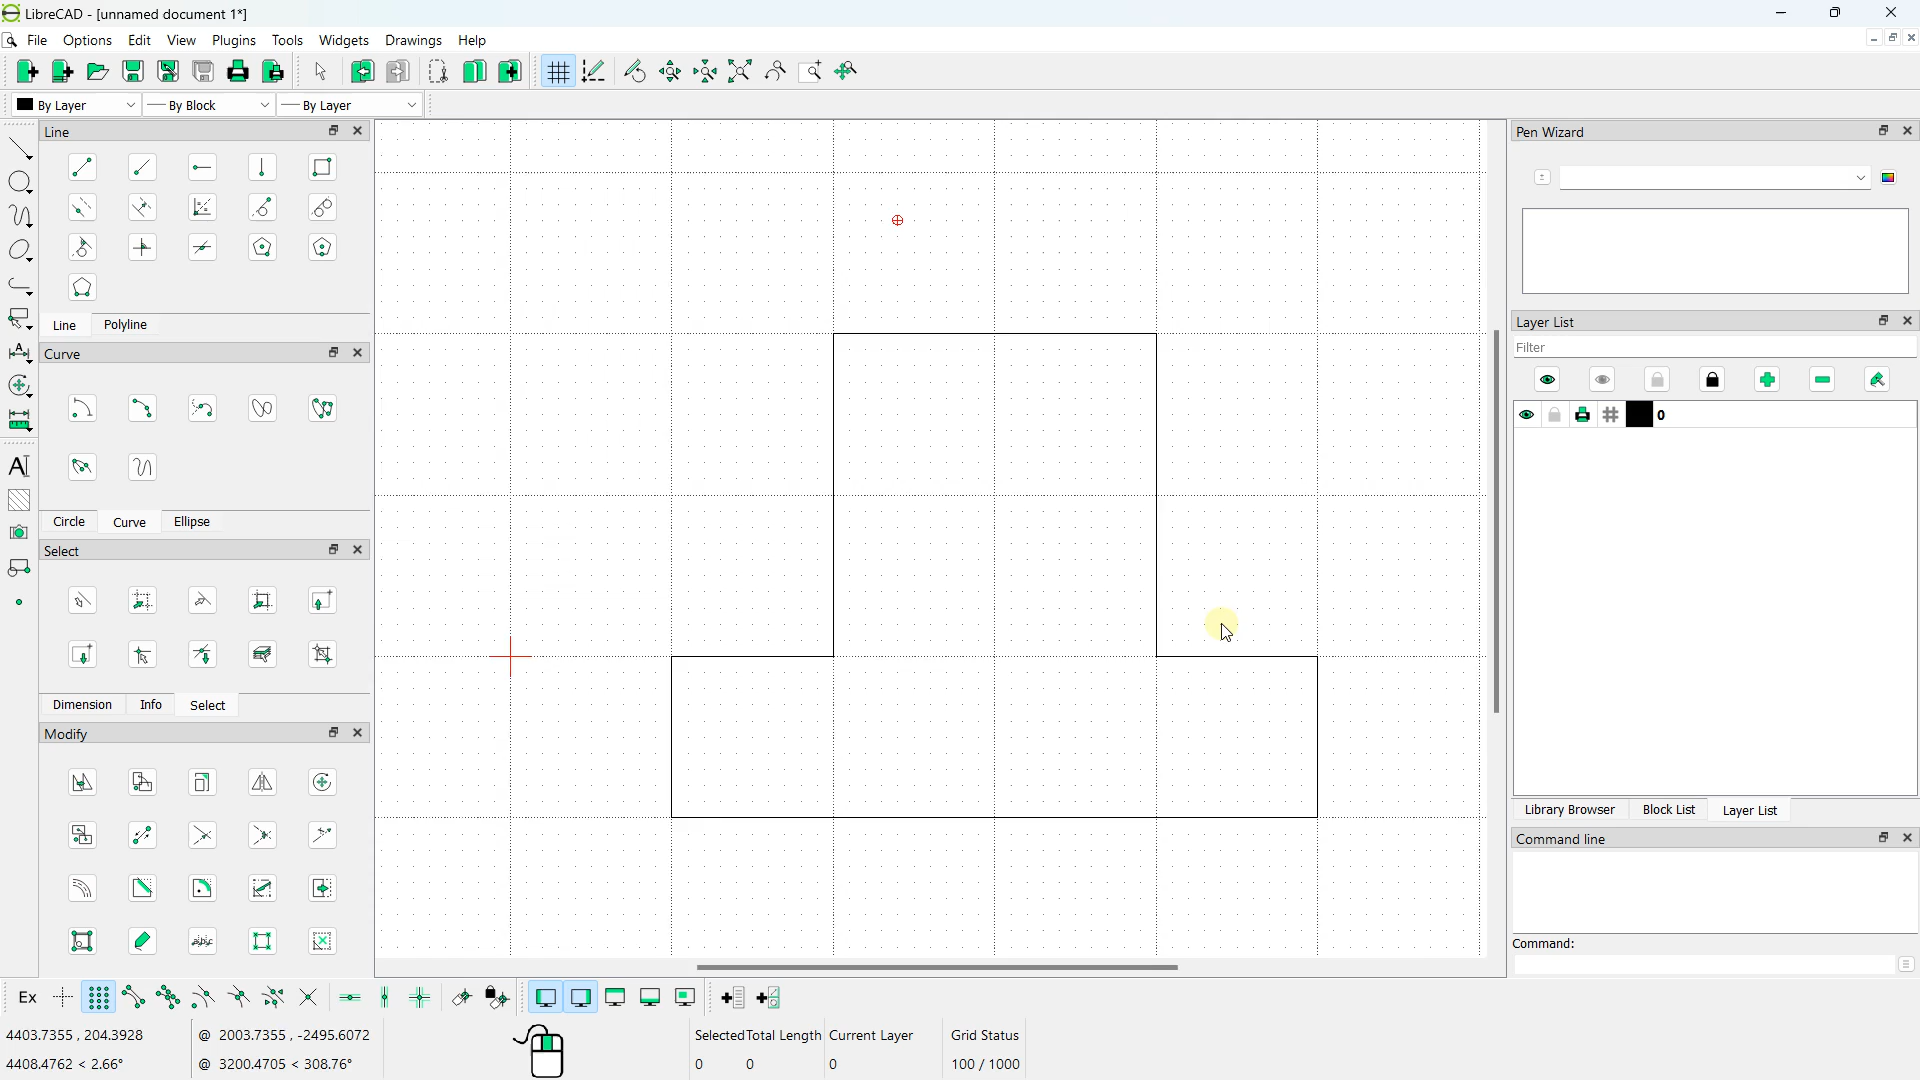 LibreCAD - [unnamed document 1*]
File Options Edit View Plugins Tools Widgets Drawings Help
By Layer By Block By Layer
Line
Line Polyline
Curve
Circle Curve Ellipse
Select
Dimension Info Select
Modify
abc
Pen Wizard
Layer List
Filter
0
Library Browser Block List Layer List
Command line
Command:
Ex
4403.7355 , 204.3928 @ 2003.7355 , -2495.6072 Selected Total Length Current Layer Grid Status
4408.4762 < 2.66° @ 3200.4705 < 308.76° 0 0 0 100 / 1000